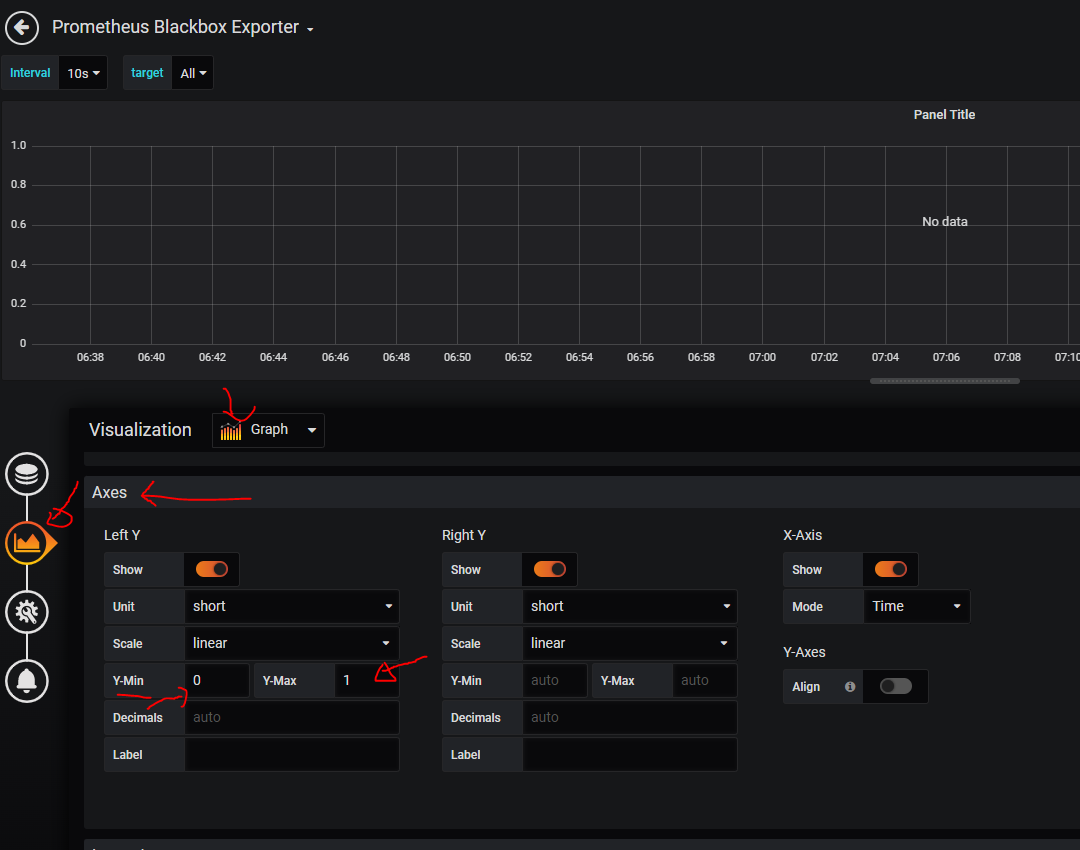 Prometheus Blackbox Exporter
Interval 10s target All
Panel Title
1.0
0.8
No data
0.6
0.4
0.2
0
06:38 06:40 06:42 06:44 06:46 06:48 06:50 06:52 06:54 06:56 06:58 07:00 07:02 07:04 07:06 07:08 07:10
Visualization Graph
Axes
Left Y Right Y X-Axis
Show Show Show
Unit short Unit short Mode Time
Scale linear Scale linear
Y-Axes
Y-Min 0 Y-Max 1 Y-Min auto Y-Max auto Align
Decimals auto Decimals auto
Label Label